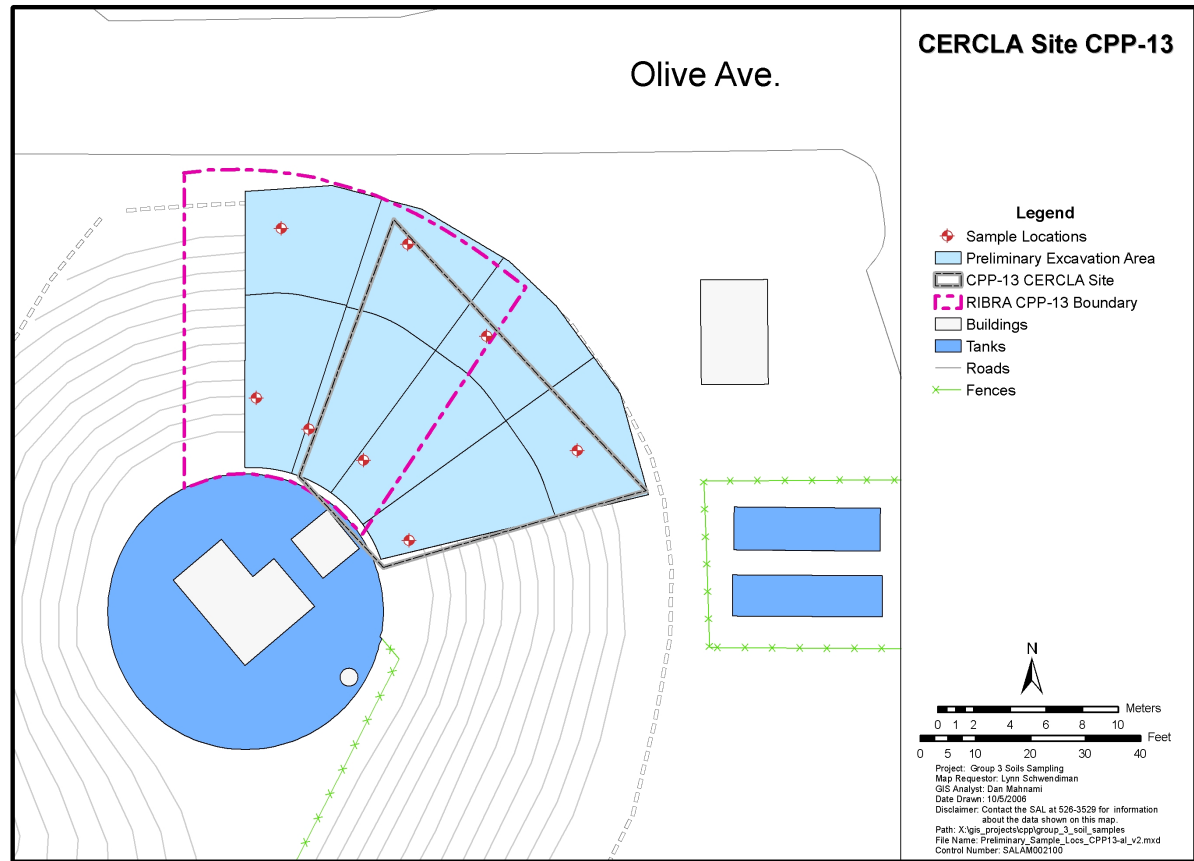 Olive Ave.
CERCLA Site CPP-13
Legend
Sample Locations
Preliminary Excavation Area
CPP-13 CERCLA Site
RIBRA CPP-13 Boundary
Buildings
Tanks
Roads
Fences
N
Meters
0 1 2 4 6 8 10
Feet
0 5 10 20 30 40
Project: Group 3 Soils Sampling
Map Requestor: Lynn Schwendiman
GIS Analyst: Dan Mahnami
Date Drawn: 10/5/2006
Disclaimer: Contact the SAL at 526-3529 for information
about the data shown on this map.
Path: X:\gis_projects\cpp\group_3_soil_samples
File Name: Preliminary_Sample_Locs_CPP13-al_v2.mxd
Control Number: SALAM002100